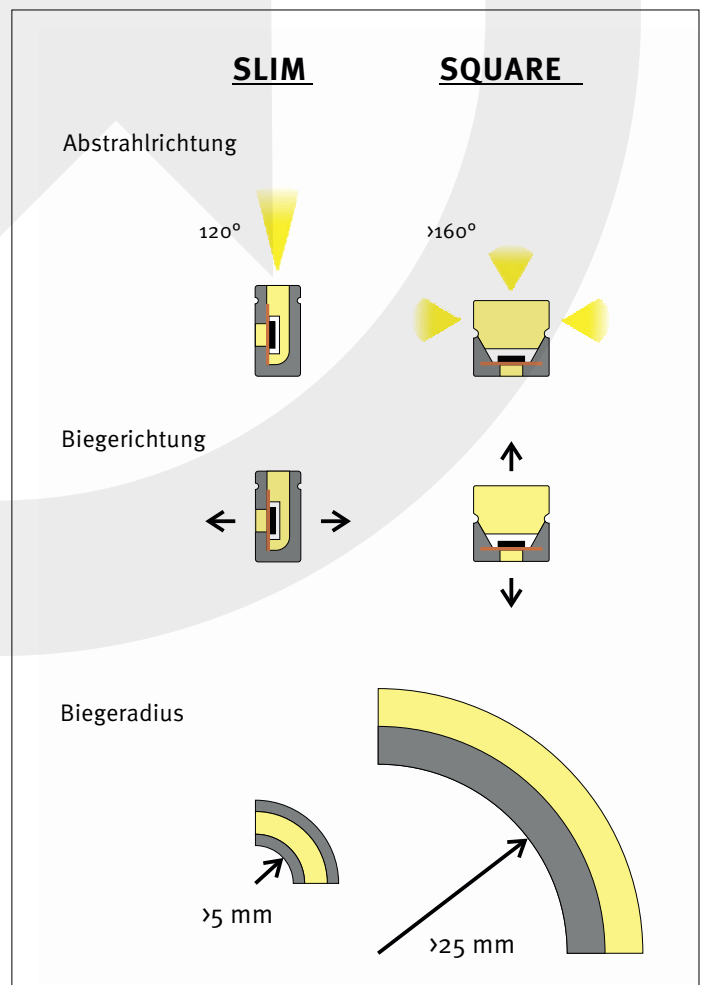 SLIM SQUARE
Abstrahlrichtung
120° >160°
Biegerichtung
Biegeradius
>5 mm
>25 mm